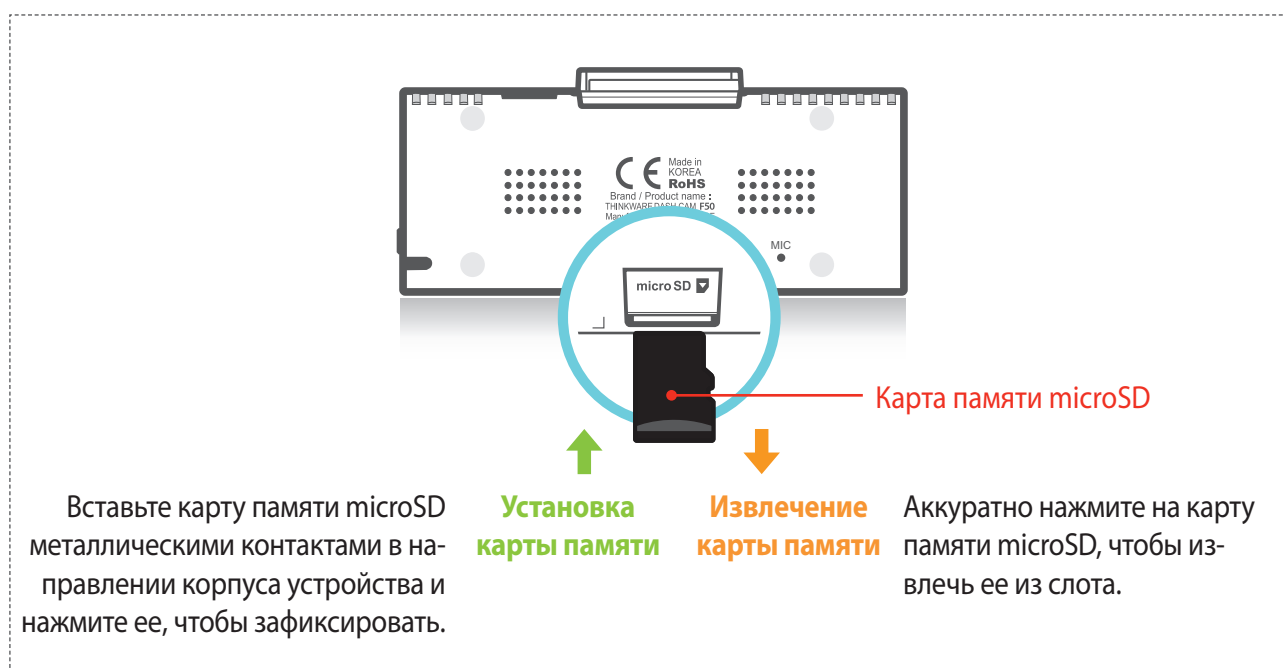 Made in
KOREA
RoHS
Brand / Product name :
THINKWARE DASH CAM F50
MIC
micro SD
Карта памяти microSD
Вставьте карту памяти microSD
металлическими контактами в на-
правлении корпуса устройства и
нажмите ее, чтобы зафиксировать.
Установка
карты памяти
Извлечение
карты памяти
Аккуратно нажмите на карту
памяти microSD, чтобы из-
влечь ее из слота.